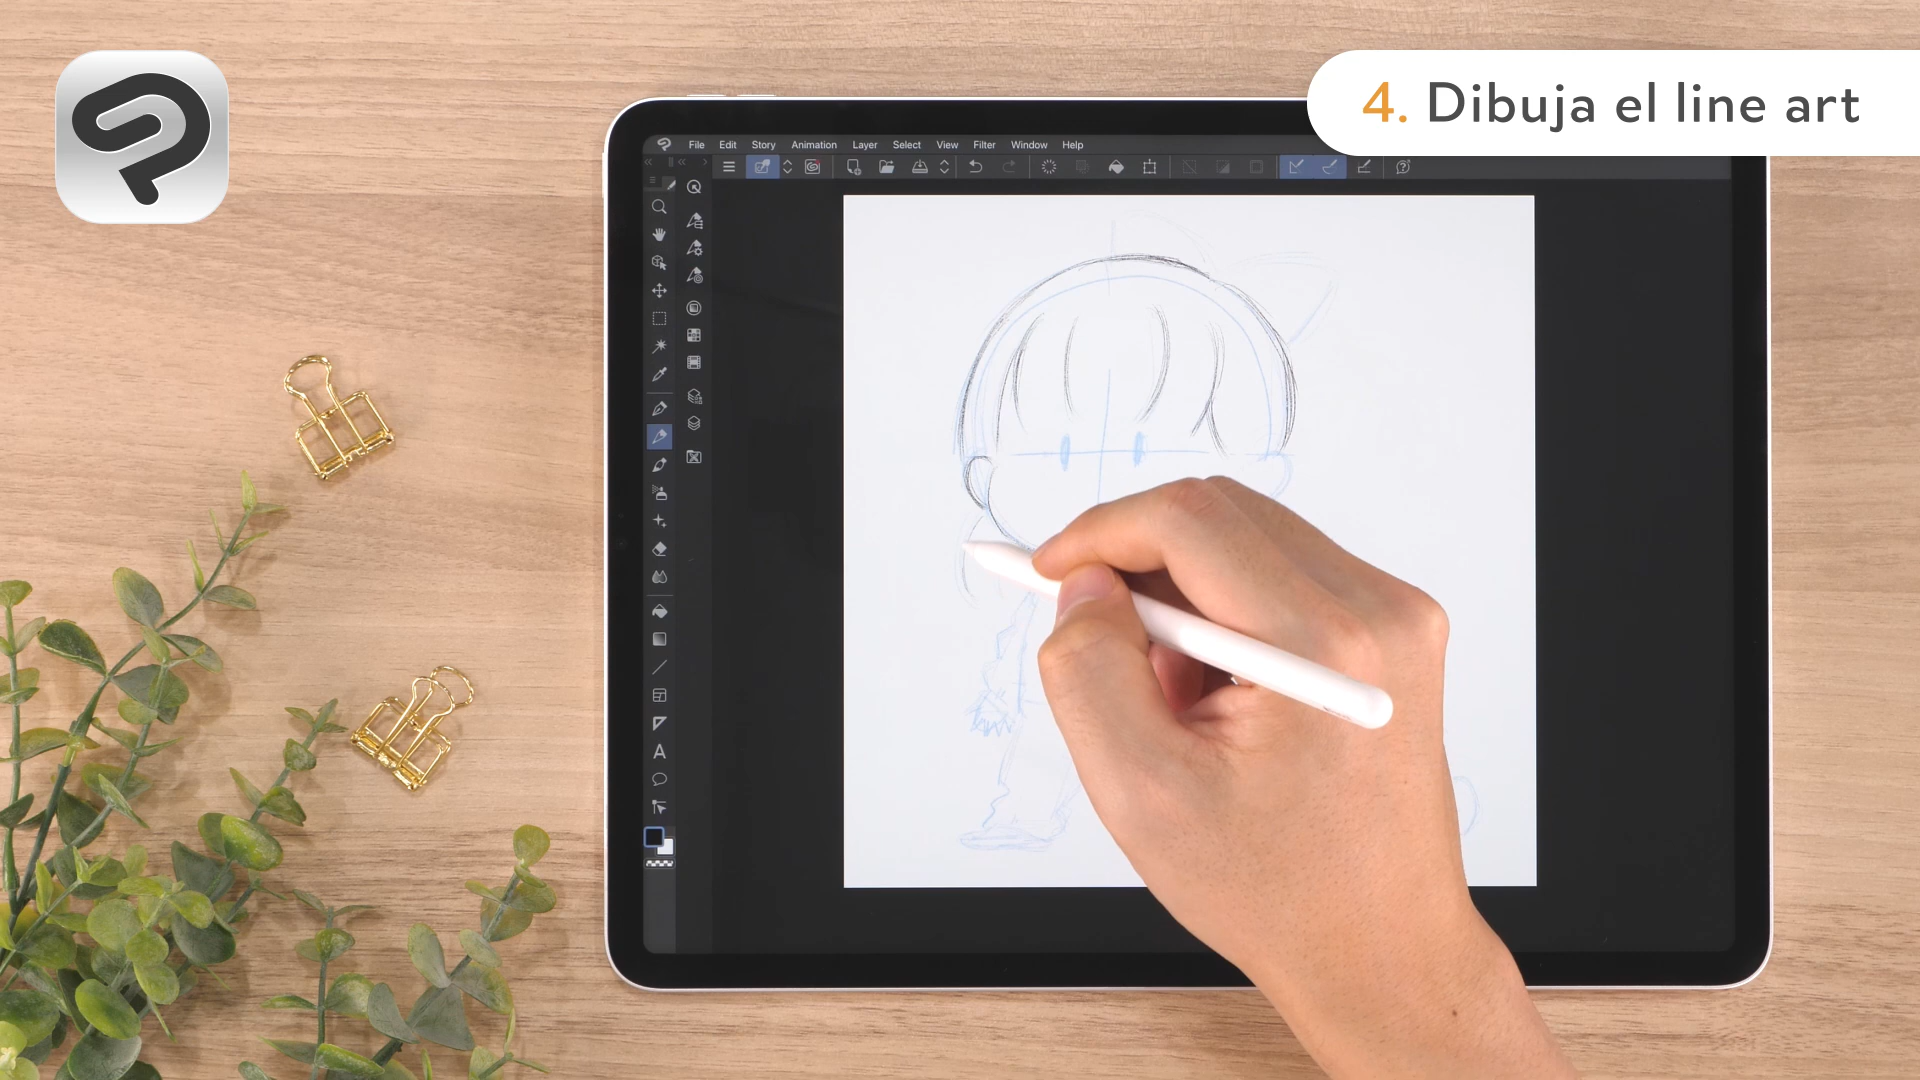 4. Dibuja el line art
File Edit Story Animation Layer Select View Filter Window Help
A